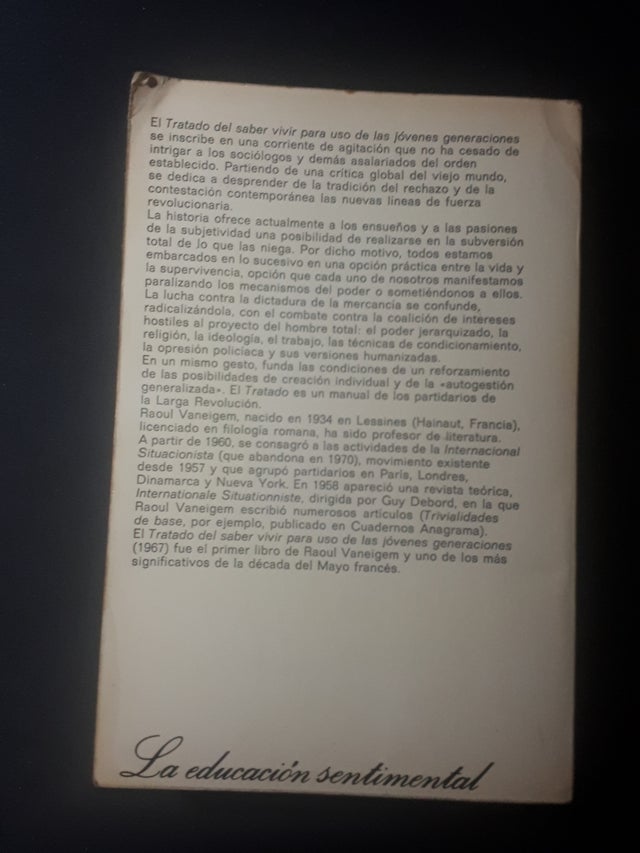 El Tratado del saber vivir para uso de las jóvenes generaciones
se inscribe en una corriente de agitación que no ha cesado de
intrigar a los sociólogos y demás asalariados del orden
establecido. Partiendo de una crítica global del viejo mundo,
se dedica a desprender de la tradición del rechazo y de la
contestación contemporánea las nuevas líneas de fuerza
revolucionaria.
La historia ofrece actualmente a los ensueños y a las pasiones
de la subjetividad una posibilidad de realizarse en la subversión
total de lo que las niega. Por dicho motivo, todos estamos
embarcados en lo sucesivo en una opción práctica entre la vida y
la supervivencia, opción que cada uno de nosotros manifestamos
paralizando los mecanismos del poder o sometiéndonos a ellos.
La lucha contra la dictadura de la mercancía se confunde,
radicalizándola, con el combate contra la coalición de intereses
hostiles al proyecto del hombre total: el poder jerarquizado, la
religión, la ideología, el trabajo, las técnicas de condicionamiento,
la opresión policiaca y sus versiones humanizadas.
En un mismo gesto, funda las condiciones de un reforzamiento
de las posibilidades de creación individual y de la «autogestión
generalizada». El Tratado es un manual de los partidarios de
la Larga Revolución.
Raoul Vaneigem, nacido en 1934 en Lessines (Hainaut, Francia),
licenciado en filología romana, ha sido profesor de literatura.
A partir de 1960, se consagró a las actividades de la Internacional
Situacionista (que abandona en 1970), movimiento existente
desde 1957 y que agrupó partidarios en París, Londres,
Dinamarca y Nueva York. En 1958 apareció una revista teórica,
Internationale Situationniste, dirigida por Guy Debord, en la que
Raoul Vaneigem escribió numerosos artículos (Trivialidades
de base, por ejemplo, publicado en Cuadernos Anagrama).
El Tratado del saber vivir para uso de las jóvenes generaciones
(1967) fue el primer libro de Raoul Vaneigem y uno de los más
significativos de la década del Mayo francés.
La educación sentimental